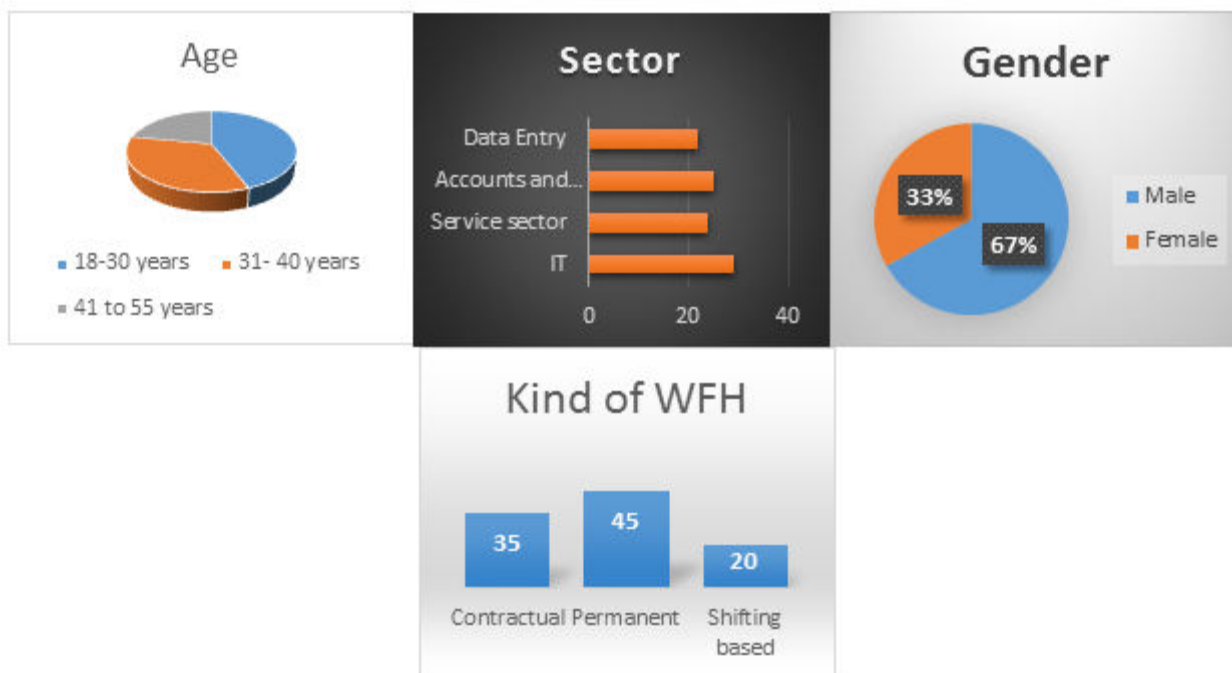 Age
18-30 years 31- 40 years
41 to 55 years
Sector
Data Entry
Accounts and...
Service sector
IT
0 20 40
Gender
33%
67%
Male
Female
Kind of WFH
35 45 20
Contractual Permanent Shifting
based